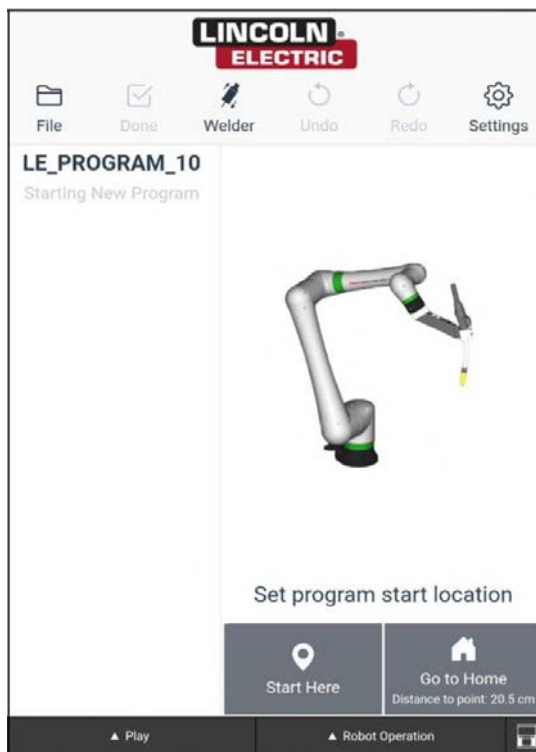 LINCOLN
ELECTRIC
File Done Welder Undo Redo Settings
LE_PROGRAM_10
Starting New Program
Set program start location
Start Here
Go to Home
Distance to point: 20.5 cm
▲ Play ▲ Robot Operation